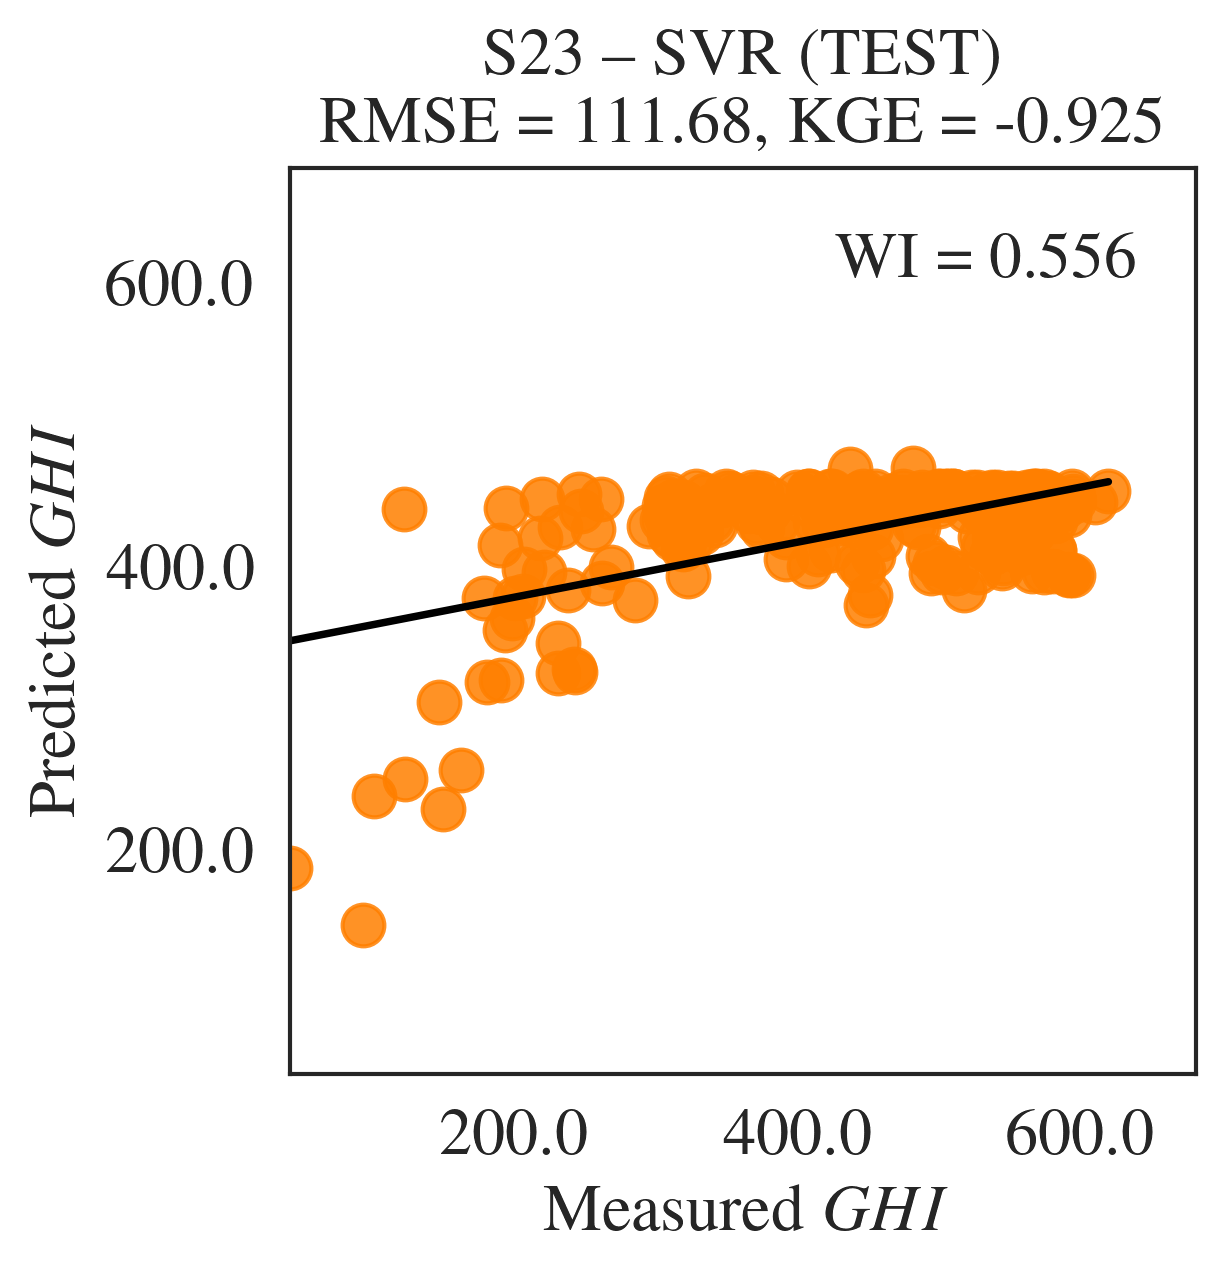 S23 – SVR (TEST)
RMSE = 111.68, KGE = -0.925
WI = 0.556
600.0
400.0
200.0
Predicted GHI
200.0 400.0 600.0
Measured GHI